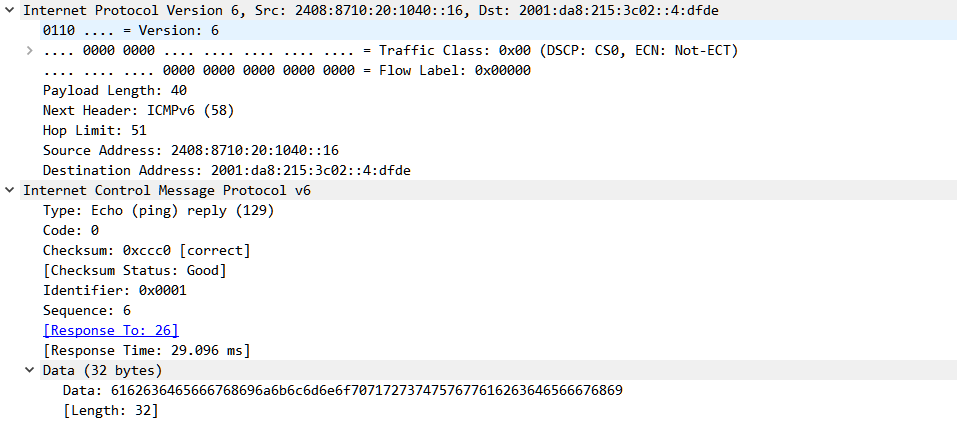 Internet Protocol Version 6, Src: 2408:8710:20:1040::16, Dst: 2001:da8:215:3c02::4:dfde
0110 .... = Version: 6
.... 0000 0000 .... .... .... .... .... = Traffic Class: 0x00 (DSCP: CS0, ECN: Not-ECT)
.... .... .... 0000 0000 0000 0000 0000 = Flow Label: 0x00000
Payload Length: 40
Next Header: ICMPv6 (58)
Hop Limit: 51
Source Address: 2408:8710:20:1040::16
Destination Address: 2001:da8:215:3c02::4:dfde
Internet Control Message Protocol v6
Type: Echo (ping) reply (129)
Code: 0
Checksum: 0xccc0 [correct]
[Checksum Status: Good]
Identifier: 0x0001
Sequence: 6
[Response To: 26]
[Response Time: 29.096 ms]
Data (32 bytes)
Data: 6162636465666768696a6b6c6d6e6f7071727374757677616263646566676869
[Length: 32]